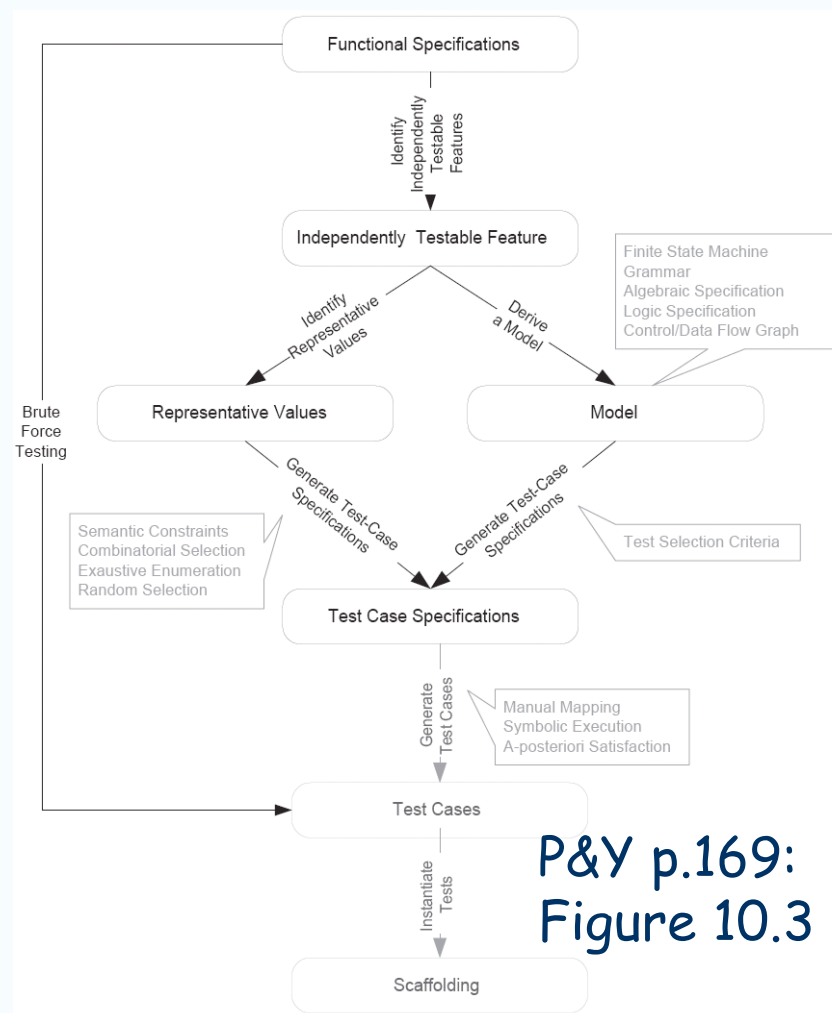 Functional Specifications
Identify
Independently
Testable
Features
Independently Testable Feature
Finite State Machine
Grammar
Algebraic Specification
Logic Specification
Control/Data Flow Graph
Identify
Representative
Values
Derive
a Model
Brute
Force
Testing
Representative Values
Model
Generate Test-Case
Specifications
Generate Test-Case
Specifications
Semantic Constraints
Combinatorial Selection
Exaustive Enumeration
Random Selection
Test Selection Criteria
Test Case Specifications
Generate
Test Cases
Manual Mapping
Symbolic Execution
A-posteriori Satisfaction
Test Cases
P&Y p.169:
Figure 10.3
Instantiate
Tests
Scaffolding